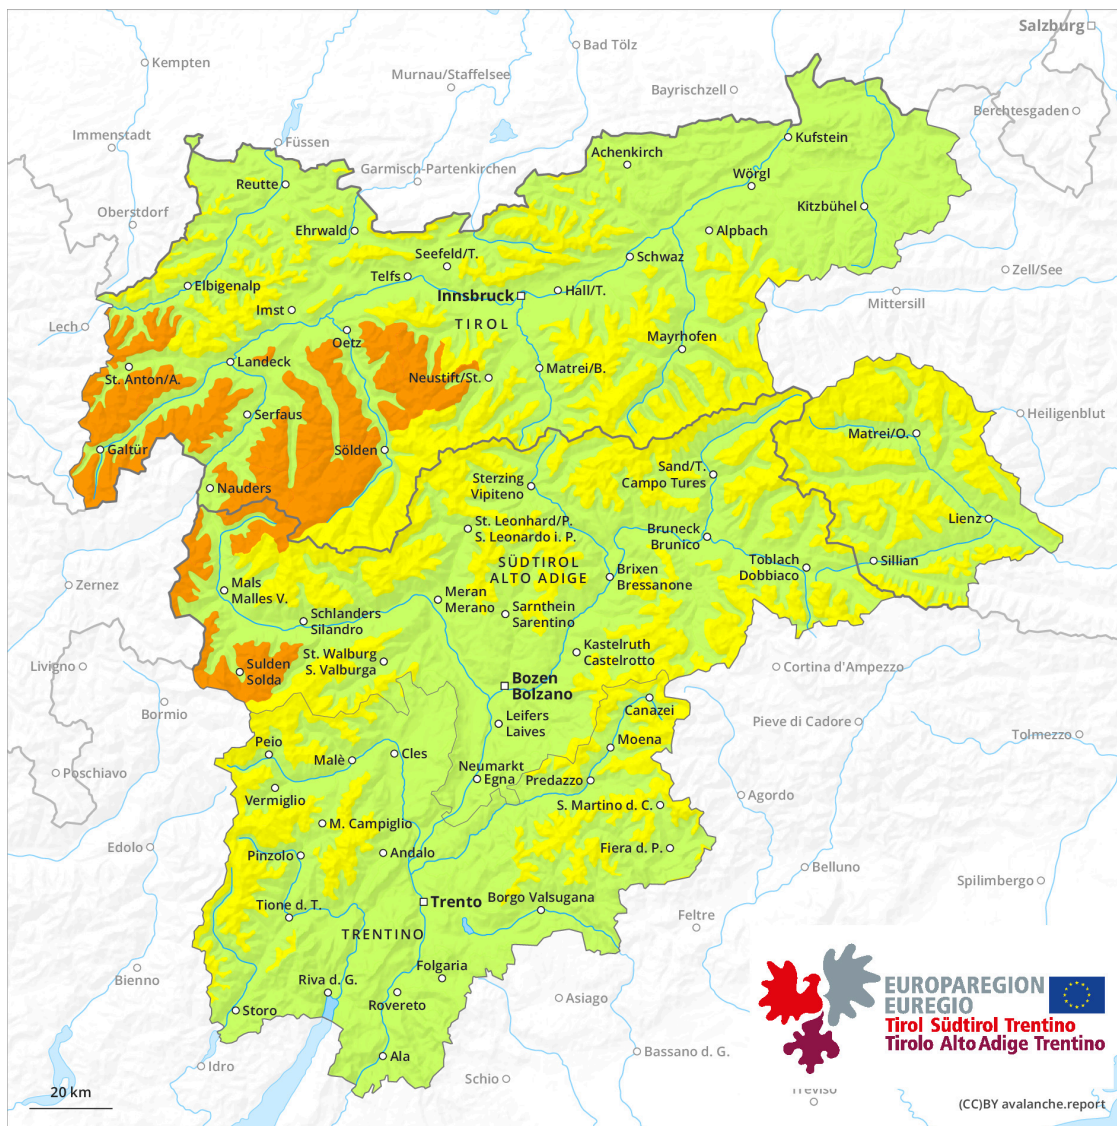 Salzburg
Bad Tölz
Kempten
Murnau/Staffelsee
Bayrischzell
Berchtesgaden
Immenstadt
Füssen
Kufstein
Achenkirch
Garmisch-Partenkirchen
Wörgl
Reutte
Oberstdorf
Kitzbühel
Ehrwald
Alpbach
Seefeld/T.
Schwaz
Zell/See
Telfs
Elbigenalp
Hall/T.
Innsbruck
Mittersill
Imst
TIROL
Lech
Oetz
Mayrhofen
Landeck
Matrei/B.
St. Anton/A.
Neustift/St.
Serfaus
Heiligenblut
Matrei/O.
Galtür
Sölden
Sand/T.
Campo Tures
Sterzing
Vipiteno
Nauders
Lienz
St. Leonhard/P.
S. Leonardo i. P.
Bruneck
Brunico
SÜDTIROL
ALTO ADIGE
Toblach
Dobbiaco
Sillian
Brixen
Bressanone
Zernez
Mals
Malles V.
Meran
Merano
Sarnthein
Sarentino
Schlanders
Silandro
Kastelruth
Castelrotto
St. Walburg
S. Valburga
Livigno
Sulden
Solda
Cortina d'Ampezzo
Bozen
Bolzano
Bormio
Canazei
Leifers
Laives
Pieve di Cadore
Tolmezzo
Peio
Moena
Cles
Malè
Neumarkt
Egna
Predazzo
Poschiavo
Vermiglio
Agordo
S. Martino d. C.
M. Campiglio
Edolo
Pinzolo
Andalo
Fiera d. P.
Belluno
Spilimbergo
Trento
Borgo Valsugana
Tione d. T.
Feltre
TRENTINO
Folgaria
Bienno
Riva d. G.
EUROPAREGION
EUREGIO
Tirol Südtirol Trentino
Tirolo Alto Adige Trentino
Asiago
Rovereto
Storo
Ala
Bassano d. G.
Idro
Schio
Treviso
20 km
(CC)BY avalanche.report